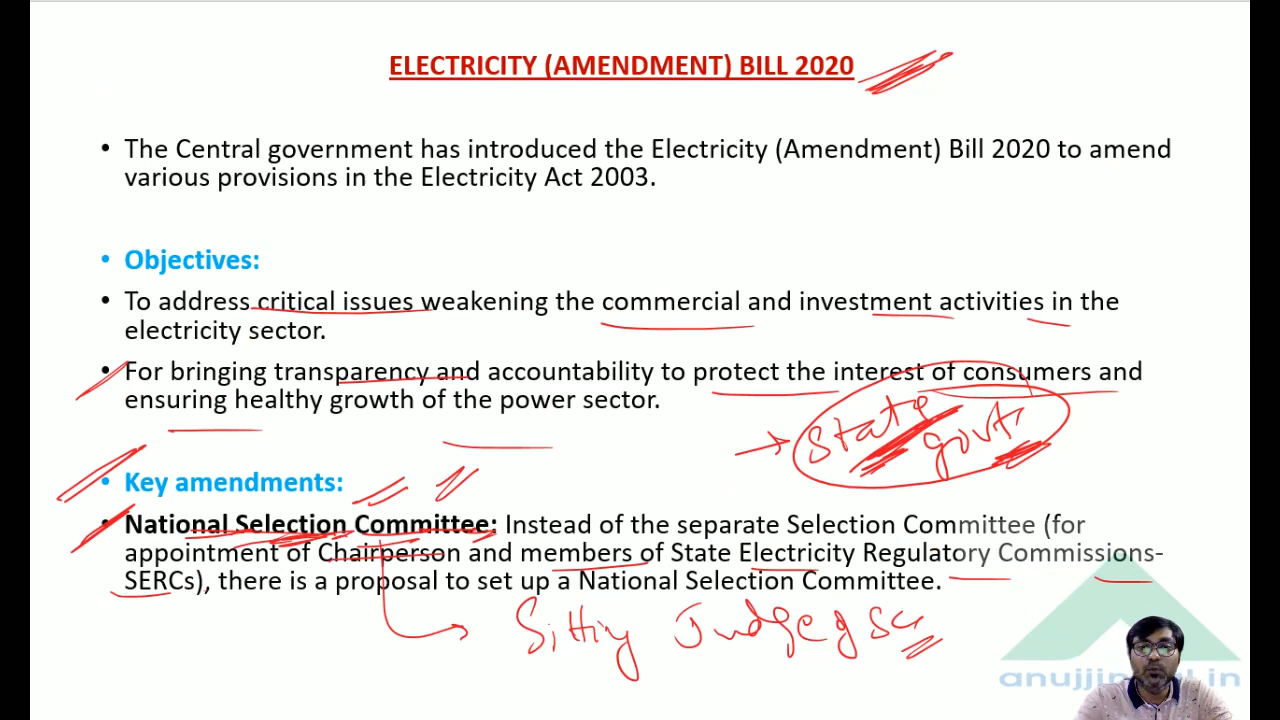 ELECTRICITY (AMENDMENT) BILL 2020
• The Central government has introduced the Electricity (Amendment) Bill 2020 to amend
various provisions in the Electricity Act 2003.
• Objectives:
• To address critical issues weakening the commercial and investment activities in the
electricity sector.
• For bringing transparency and accountability to protect the interest of consumers and
ensuring healthy growth of the power sector.
→ State
govt.
• Key amendments:
• National Selection Committee: Instead of the separate Selection Committee (for
appointment of Chairperson and members of State Electricity Regulatory Commissions-
SERCs), there is a proposal to set up a National Selection Committee.
Sitting Judge of SC